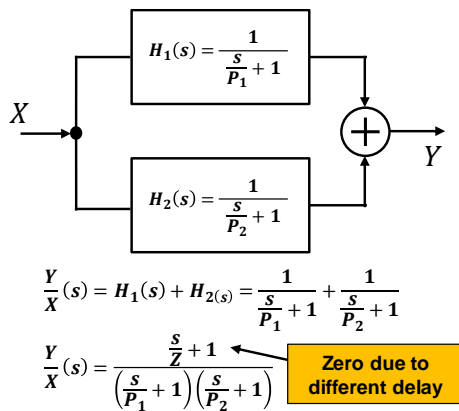 H₁(s) = 1 / (s/P₁ + 1)
X
+
Y
H₂(s) = 1 / (s/P₂ + 1)
Y/X (s) = H₁(s) + H₂₍ₛ₎ = 1 / (s/P₁ + 1) + 1 / (s/P₂ + 1)
Y/X (s) = (s/Z + 1) / ((s/P₁ + 1)(s/P₂ + 1))
Zero due to
different delay